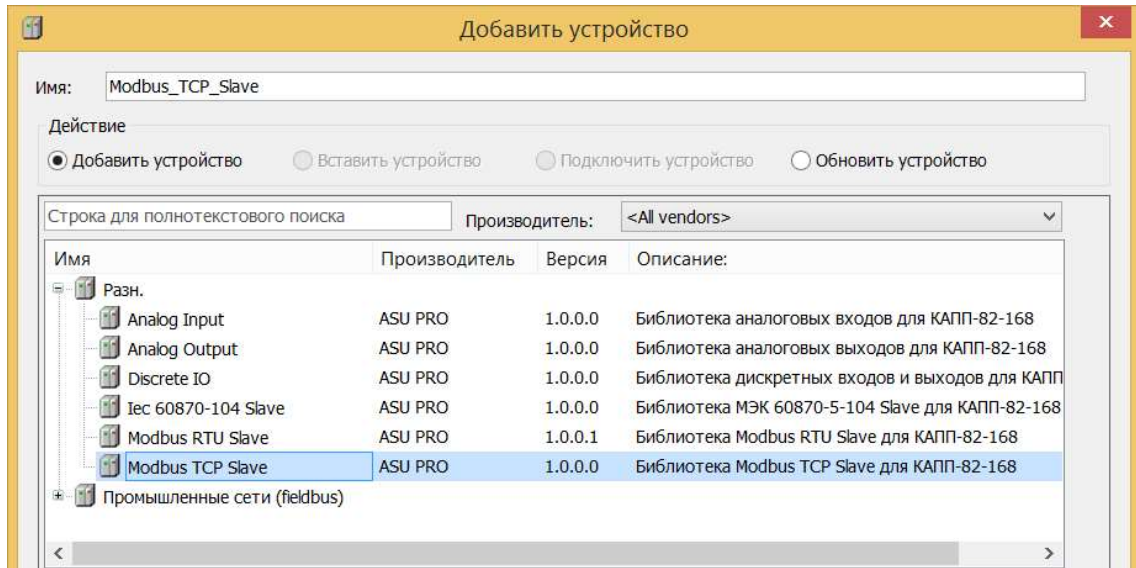 Добавить устройство
Имя: Modbus_TCP_Slave
Действие
Добавить устройство Вставить устройство Подключить устройство Обновить устройство
Строка для полнотекстового поиска Производитель: <All vendors>
Имя Производитель Версия Описание:
Разн.
Analog Input ASU PRO 1.0.0.0 Библиотека аналоговых входов для КАПП-82-168
Analog Output ASU PRO 1.0.0.0 Библиотека аналоговых выходов для КАПП-82-168
Discrete IO ASU PRO 1.0.0.0 Библиотека дискретных входов и выходов для КАПП
Iec 60870-104 Slave ASU PRO 1.0.0.0 Библиотека МЭК 60870-5-104 Slave для КАПП-82-168
Modbus RTU Slave ASU PRO 1.0.0.1 Библиотека Modbus RTU Slave для КАПП-82-168
Modbus TCP Slave ASU PRO 1.0.0.0 Библиотека Modbus TCP Slave для КАПП-82-168
Промышленные сети (fieldbus)